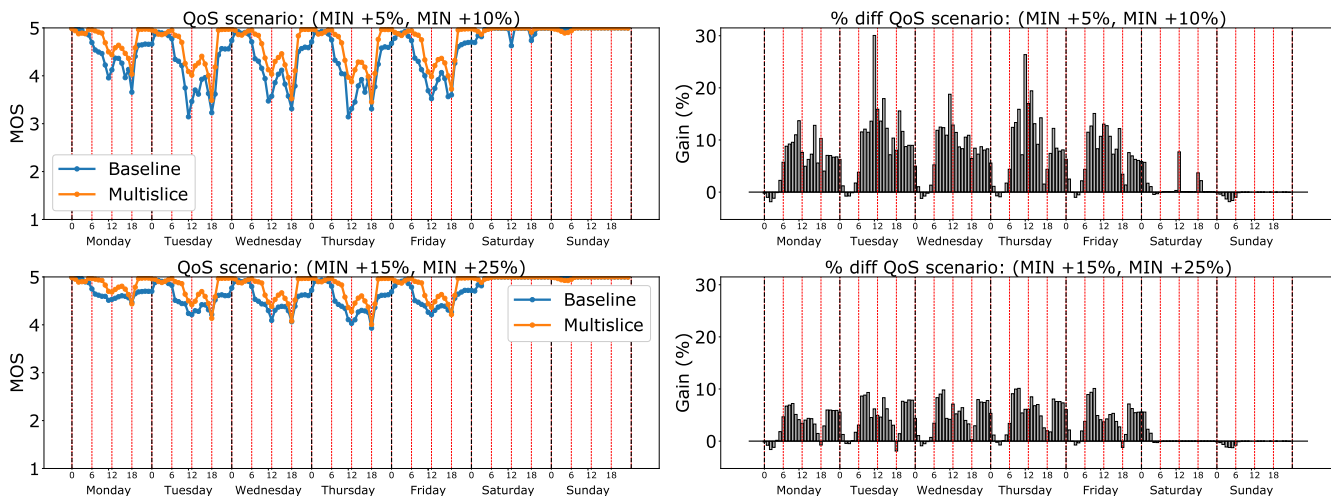 QoS scenario: (MIN +5%, MIN +10%)
5
4
3
2
1
MOS
Baseline
Multislice
0 6 12 18 0 6 12 18 0 6 12 18 0 6 12 18 0 6 12 18 0 6 12 18 0 6 12 18
Monday Tuesday Wednesday Thursday Friday Saturday Sunday
% diff QoS scenario: (MIN +5%, MIN +10%)
30
20
10
0
Gain (%)
0 6 12 18 0 6 12 18 0 6 12 18 0 6 12 18 0 6 12 18 0 6 12 18 0 6 12 18
Monday Tuesday Wednesday Thursday Friday Saturday Sunday
QoS scenario: (MIN +15%, MIN +25%)
5
4
3
2
1
MOS
Baseline
Multislice
0 6 12 18 0 6 12 18 0 6 12 18 0 6 12 18 0 6 12 18 0 6 12 18 0 6 12 18
Monday Tuesday Wednesday Thursday Friday Saturday Sunday
% diff QoS scenario: (MIN +15%, MIN +25%)
30
20
10
0
Gain (%)
0 6 12 18 0 6 12 18 0 6 12 18 0 6 12 18 0 6 12 18 0 6 12 18 0 6 12 18
Monday Tuesday Wednesday Thursday Friday Saturday Sunday